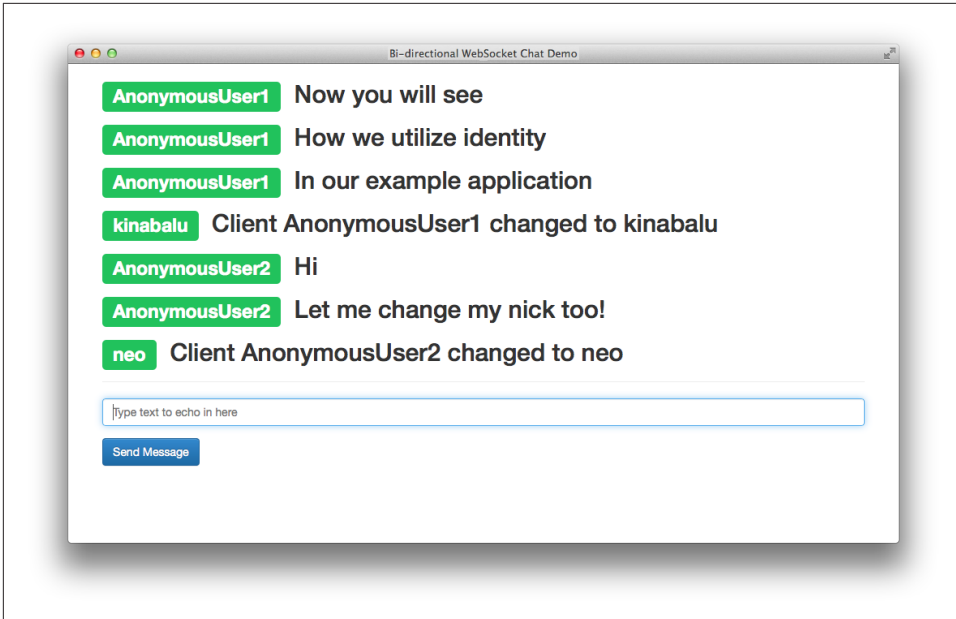 Bi-directional WebSocket Chat Demo
AnonymousUser1 Now you will see
AnonymousUser1 How we utilize identity
AnonymousUser1 In our example application
kinabalu Client AnonymousUser1 changed to kinabalu
AnonymousUser2 Hi
AnonymousUser2 Let me change my nick too!
neo Client AnonymousUser2 changed to neo
Type text to echo in here
Send Message